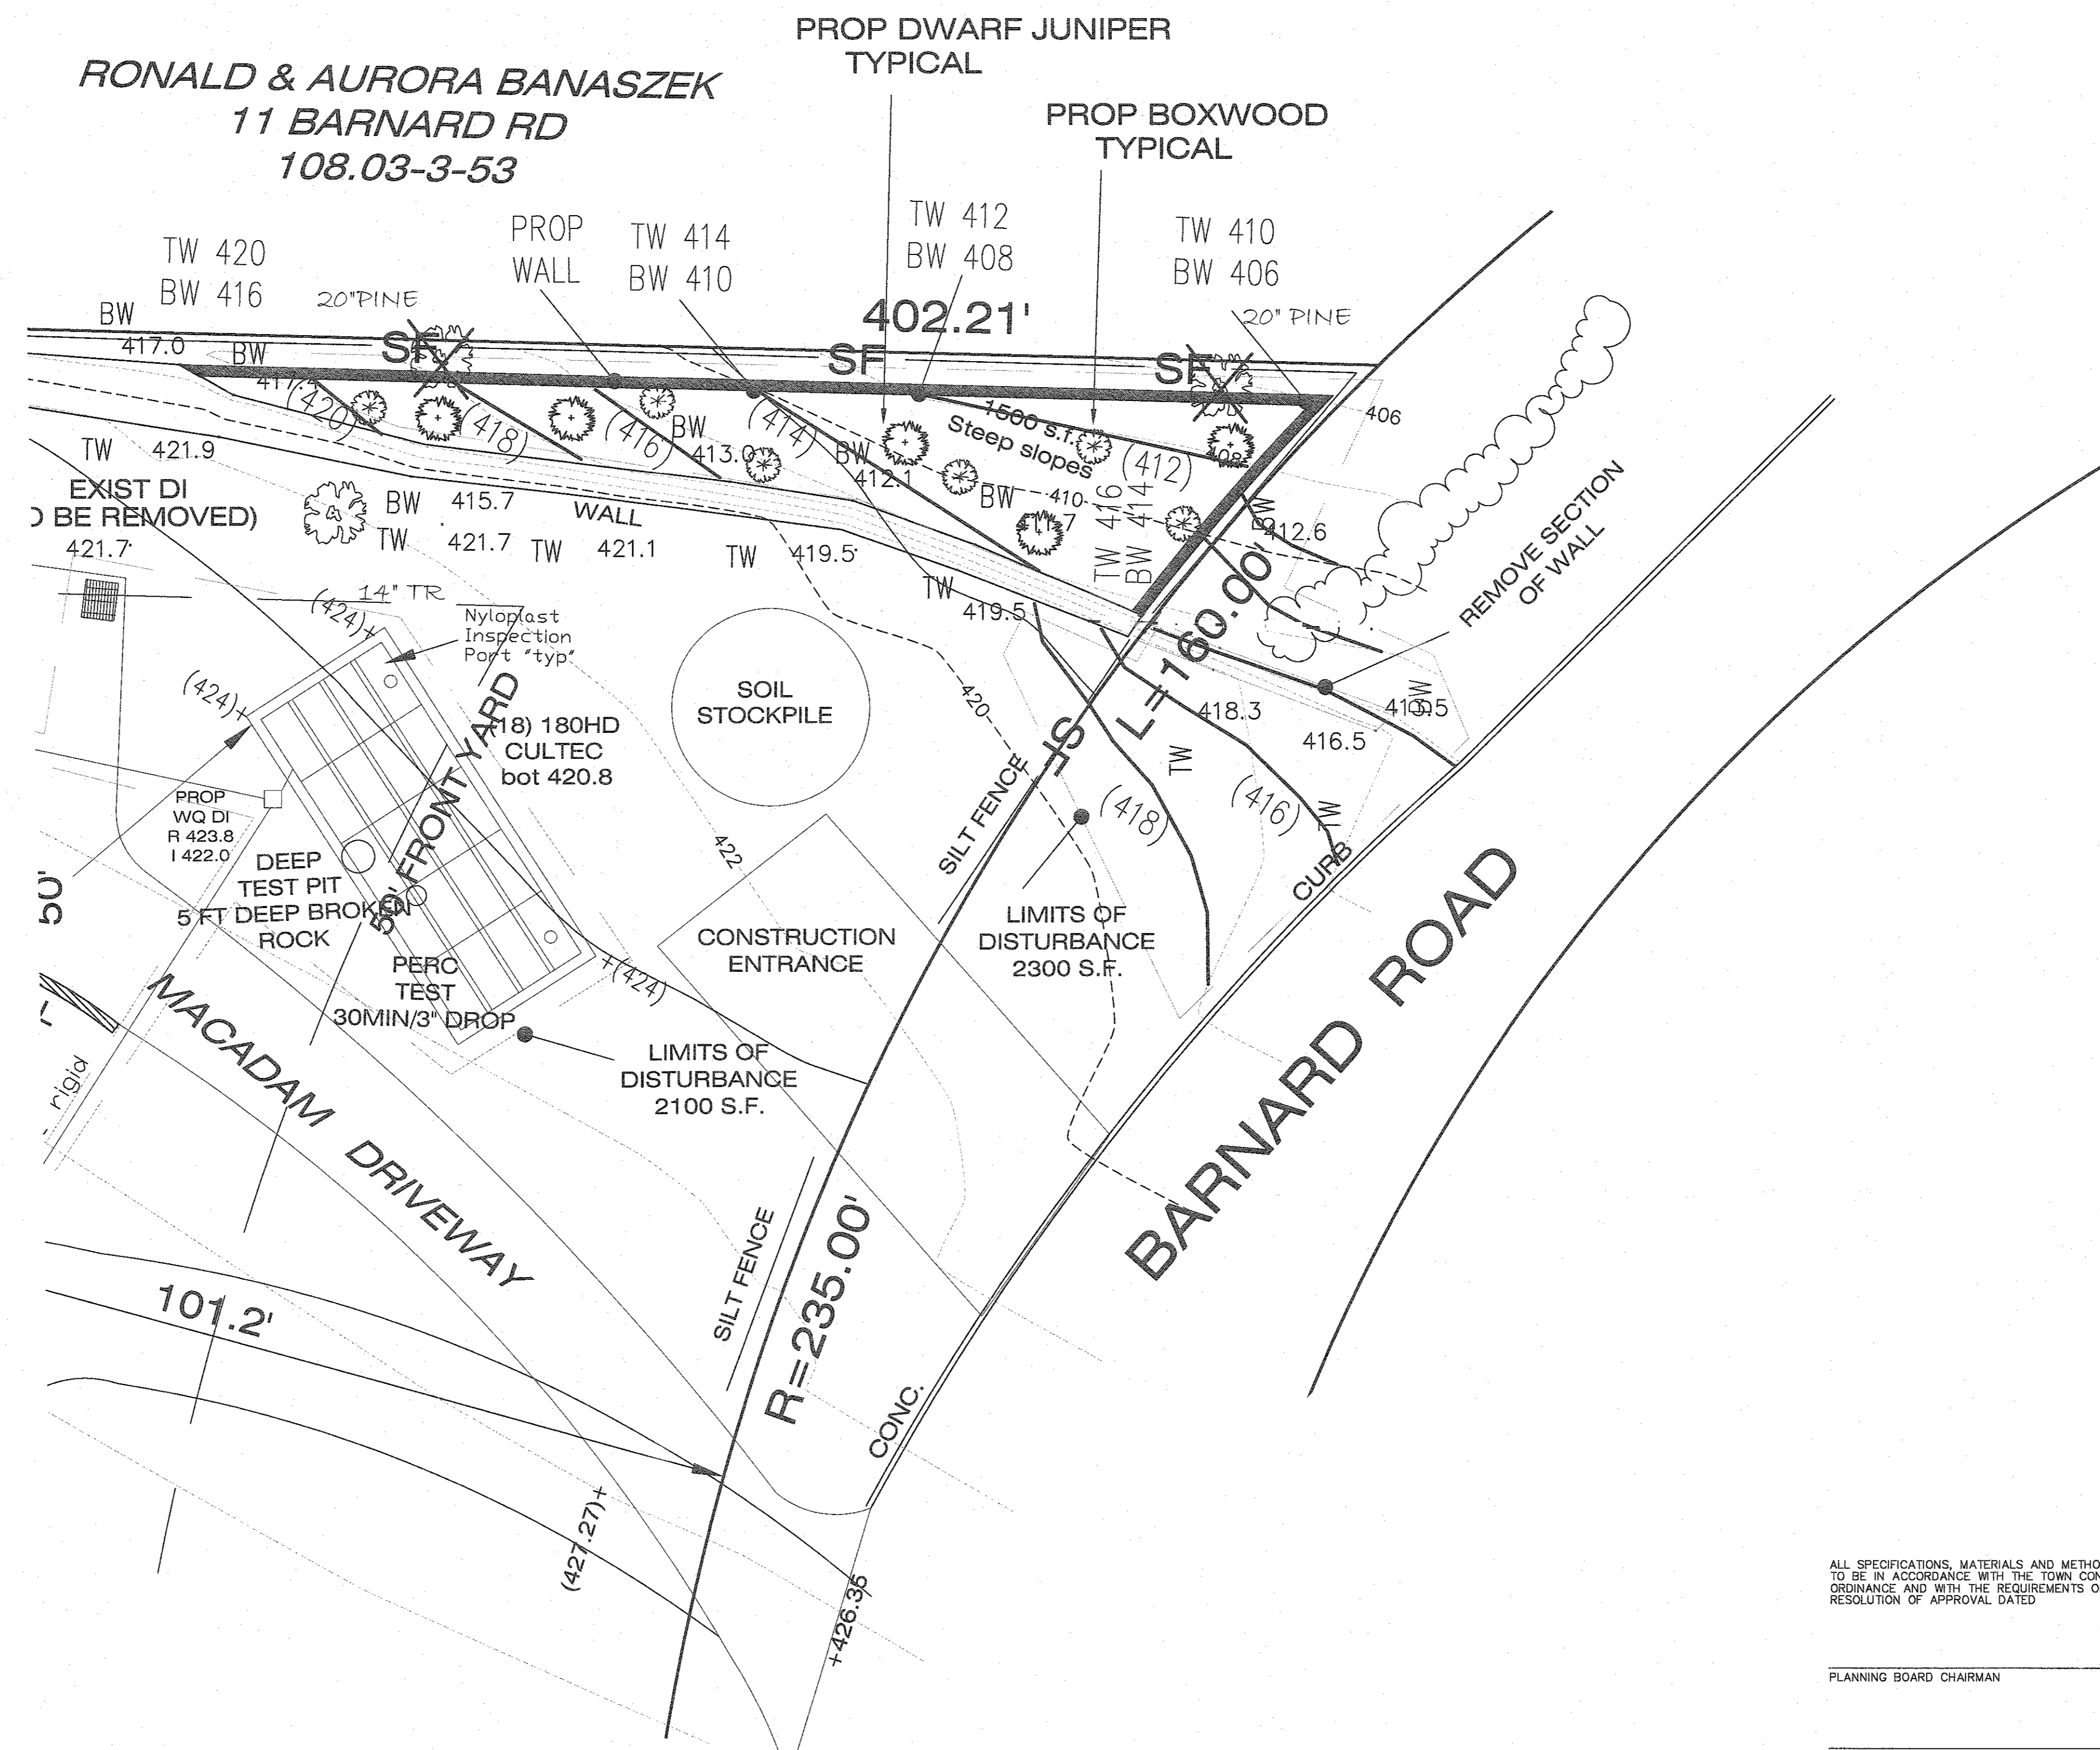 PROP DWARF JUNIPER
TYPICAL
RONALD & AURORA BANASZEK
11 BARNARD RD
108.03-3-53
PROP BOXWOOD
TYPICAL
TW 420
BW 416
PROP
WALL
TW 414
BW 410
TW 412
BW 408
TW 410
BW 406
20"PINE
402.21'
20" PINE
BW
417.0
BW
417.4
SF
SF
SF
406
(420)
(418)
(416)
BW
413.0
(414)
BW
412.1
1500 s.f.
Steep slopes
(412)
408
TW 421.9
EXIST DI
O BE REMOVED)
421.7
BW 415.7
TW 421.7
WALL
TW 421.1
TW 419.5
BW
410
TW 416
BW 414
BW
412.6
TW
419.5
REMOVE SECTION
OF WALL
(424)+
14" TR
Nyloplast
Inspection
Port "typ"
(424)+
SOIL
STOCKPILE
420
L=160.00'
418.3
TW
BW
416.5
(18) 180HD
CULTEC
bot 420.8
50' FRONT YARD
SF
SILT FENCE
(418)
(416)
TW
CURB
422
PROP
WQ DI
R 423.8
I 422.0
50'
DEEP
TEST PIT
5 FT DEEP BROKEN
ROCK
PERC
TEST
30MIN/3" DROP
+(424)
CONSTRUCTION
ENTRANCE
LIMITS OF
DISTURBANCE
2300 S.F.
LIMITS OF
DISTURBANCE
2100 S.F.
BARNARD ROAD
MACADAM DRIVEWAY
rigid
SILT FENCE
R=235.00'
101.2'
CONC.
(427.27)+
+426.35
ALL SPECIFICATIONS, MATERIALS AND METHO
TO BE IN ACCORDANCE WITH THE TOWN CON
ORDINANCE AND WITH THE REQUIREMENTS O
RESOLUTION OF APPROVAL DATED
PLANNING BOARD CHAIRMAN